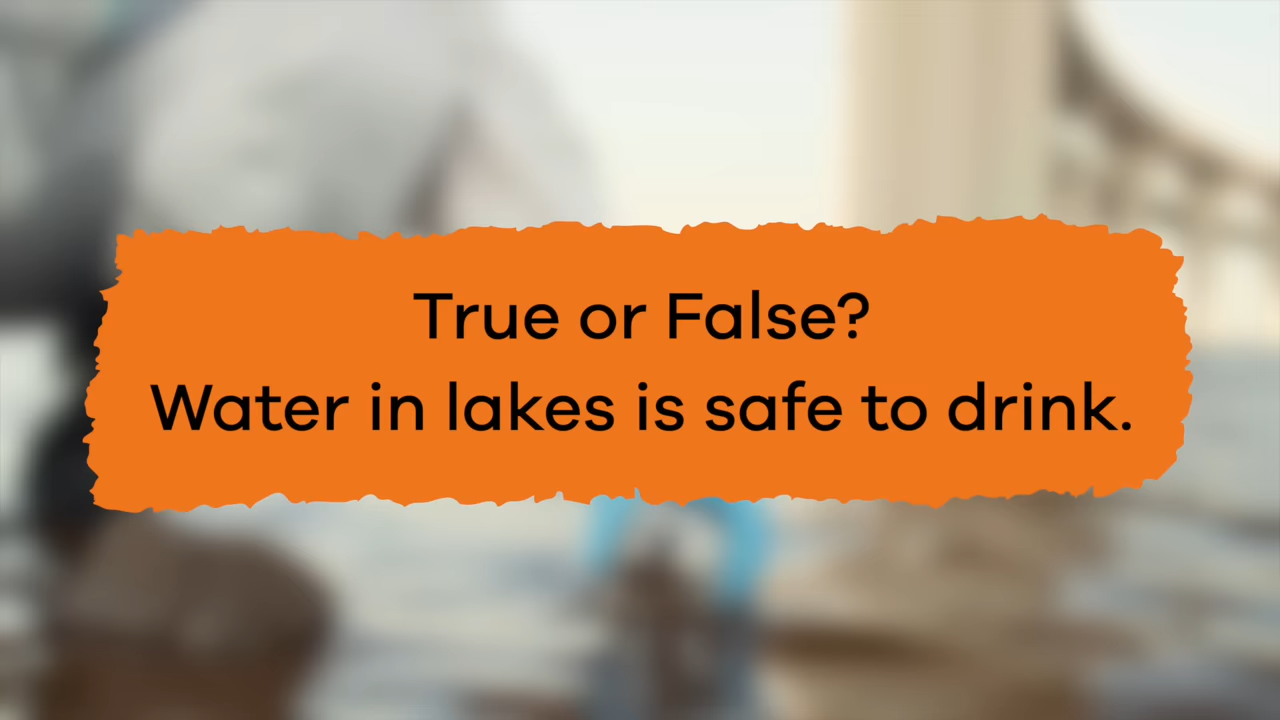 True or False?
Water in lakes is safe to drink.